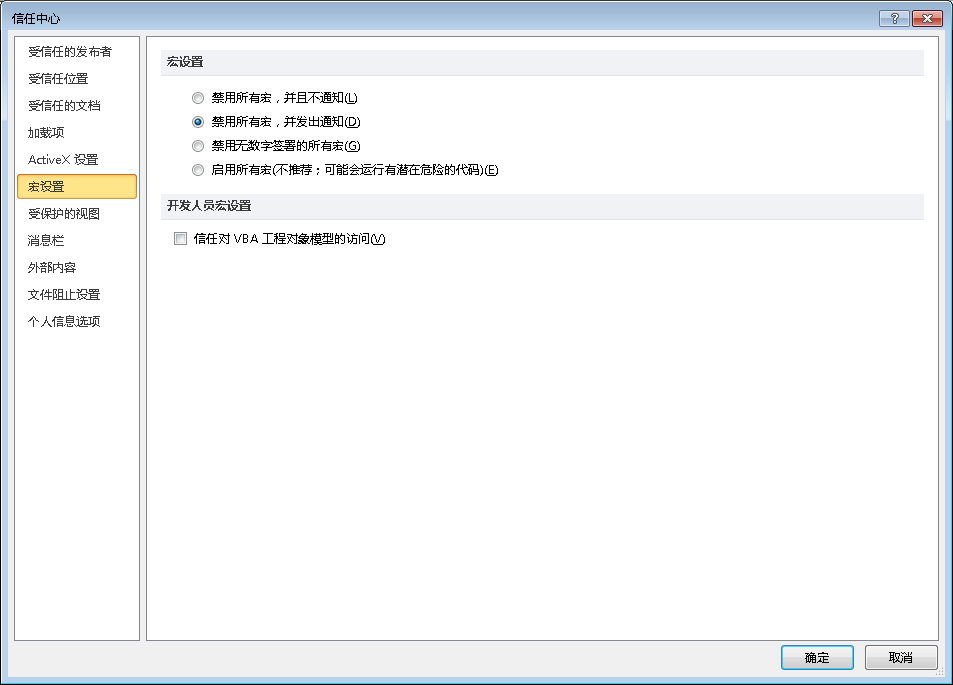 信任中心
受信任的发布者
受信任位置
受信任的文档
加载项
ActiveX 设置
宏设置
受保护的视图
消息栏
外部内容
文件阻止设置
个人信息选项
宏设置
禁用所有宏，并且不通知(L)
禁用所有宏，并发出通知(D)
禁用无数字签署的所有宏(G)
启用所有宏(不推荐；可能会运行有潜在危险的代码)(E)
开发人员宏设置
信任对 VBA 工程对象模型的访问(V)
确定
取消